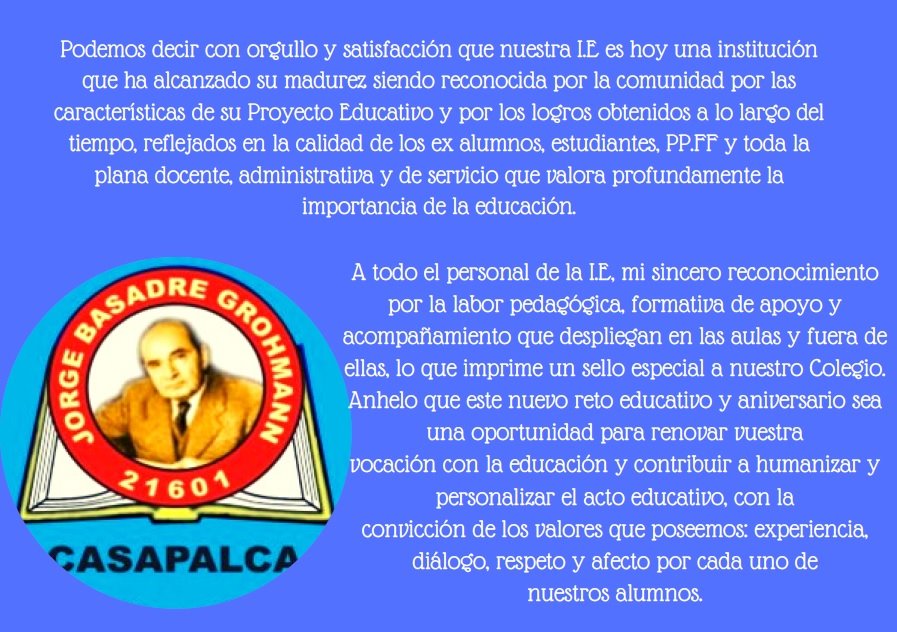 Podemos decir con orgullo y satisfacción que nuestra I.E es hoy una institución
que ha alcanzado su madurez siendo reconocida por la comunidad por las
características de su Proyecto Educativo y por los logros obtenidos a lo largo del
tiempo, reflejados en la calidad de los ex alumnos, estudiantes, PP.FF y toda la
plana docente, administrativa y de servicio que valora profundamente la
importancia de la educación.
A todo el personal de la I.E, mi sincero reconocimiento
por la labor pedagógica, formativa de apoyo y
acompañamiento que despliegan en las aulas y fuera de
ellas, lo que imprime un sello especial a nuestro Colegio.
Anhelo que este nuevo reto educativo y aniversario sea
una oportunidad para renovar vuestra
vocación con la educación y contribuir a humanizar y
personalizar el acto educativo, con la
convicción de los valores que poseemos: experiencia,
diálogo, respeto y afecto por cada uno de
nuestros alumnos.
JORGE BASADRE GROHMANN
21601
CASAPALCA